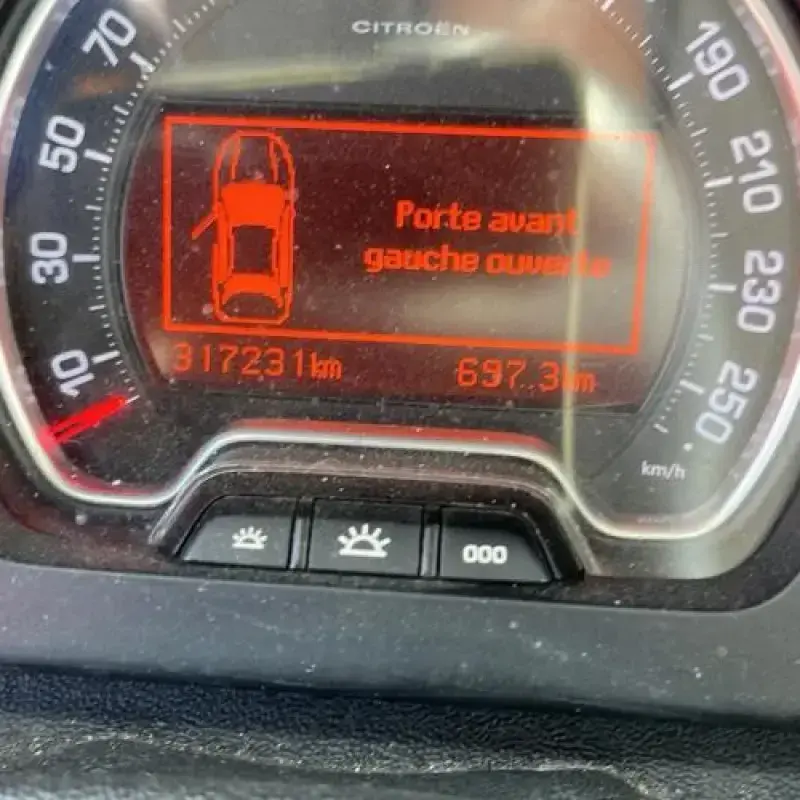 CITROËN
70
190
50
210
Porte avant
gauche ouverte
30
230
317231km
697.3km
10
250
km/h
000